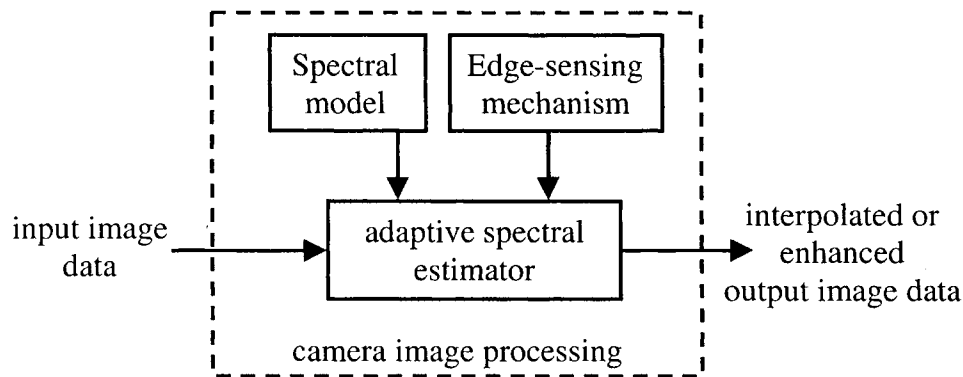 Spectral
model
Edge-sensing
mechanism
input image
data
adaptive spectral
estimator
interpolated or
enhanced
output image data
camera image processing